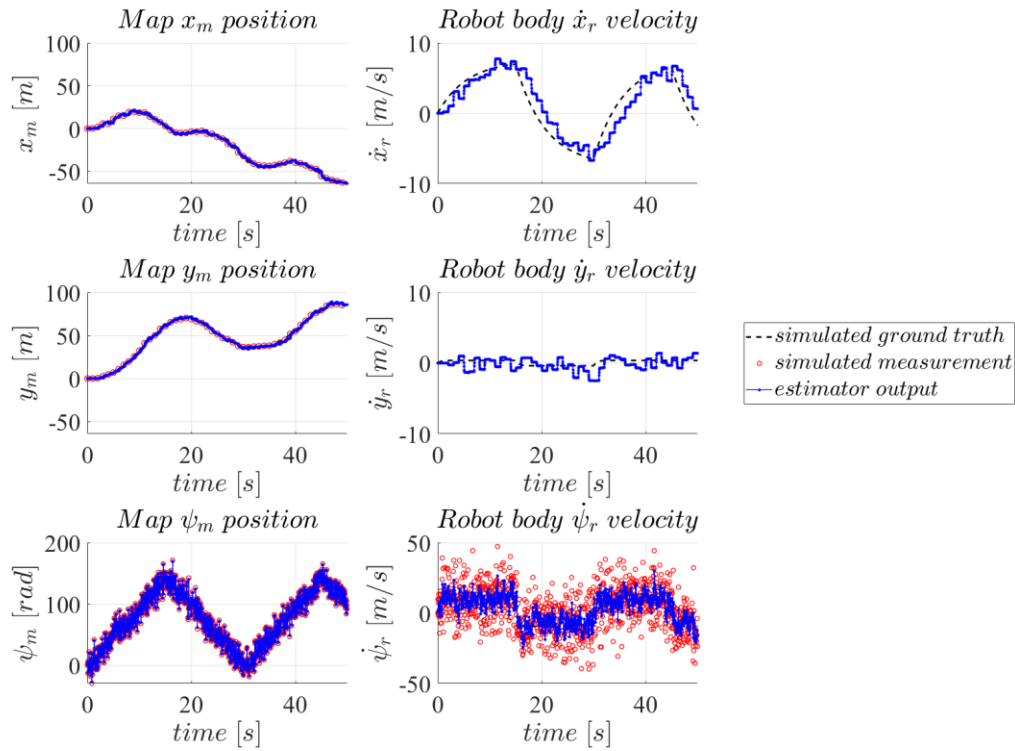 Map x_m position
100
50
0
-50
x_m [m]
0 20 40
time [s]
Robot body ẋ_r velocity
10
0
-10
ẋ_r [m/s]
0 20 40
time [s]
Map y_m position
100
50
0
-50
y_m [m]
0 20 40
time [s]
Robot body ẏ_r velocity
10
0
-10
ẏ_r [m/s]
0 20 40
time [s]
simulated ground truth
simulated measurement
estimator output
Map ψ_m position
200
100
0
ψ_m [rad]
0 20 40
time [s]
Robot body ψ̇_r velocity
50
0
-50
ψ̇_r [m/s]
0 20 40
time [s]